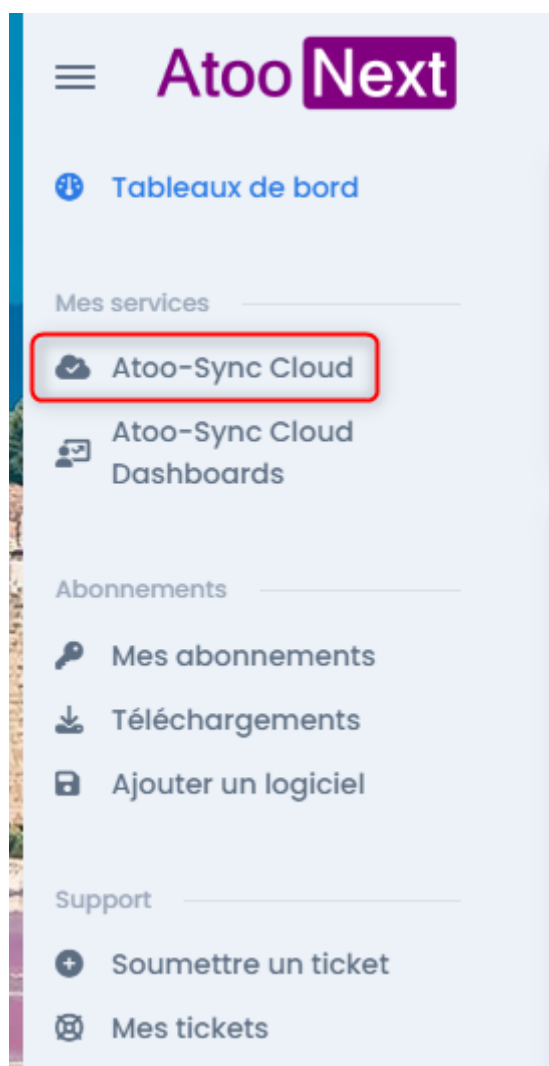 Atoo Next
Tableaux de bord
Mes services
Atoo-Sync Cloud
Atoo-Sync Cloud
Dashboards
Abonnements
Mes abonnements
Téléchargements
Ajouter un logiciel
Support
Soumettre un ticket
Mes tickets